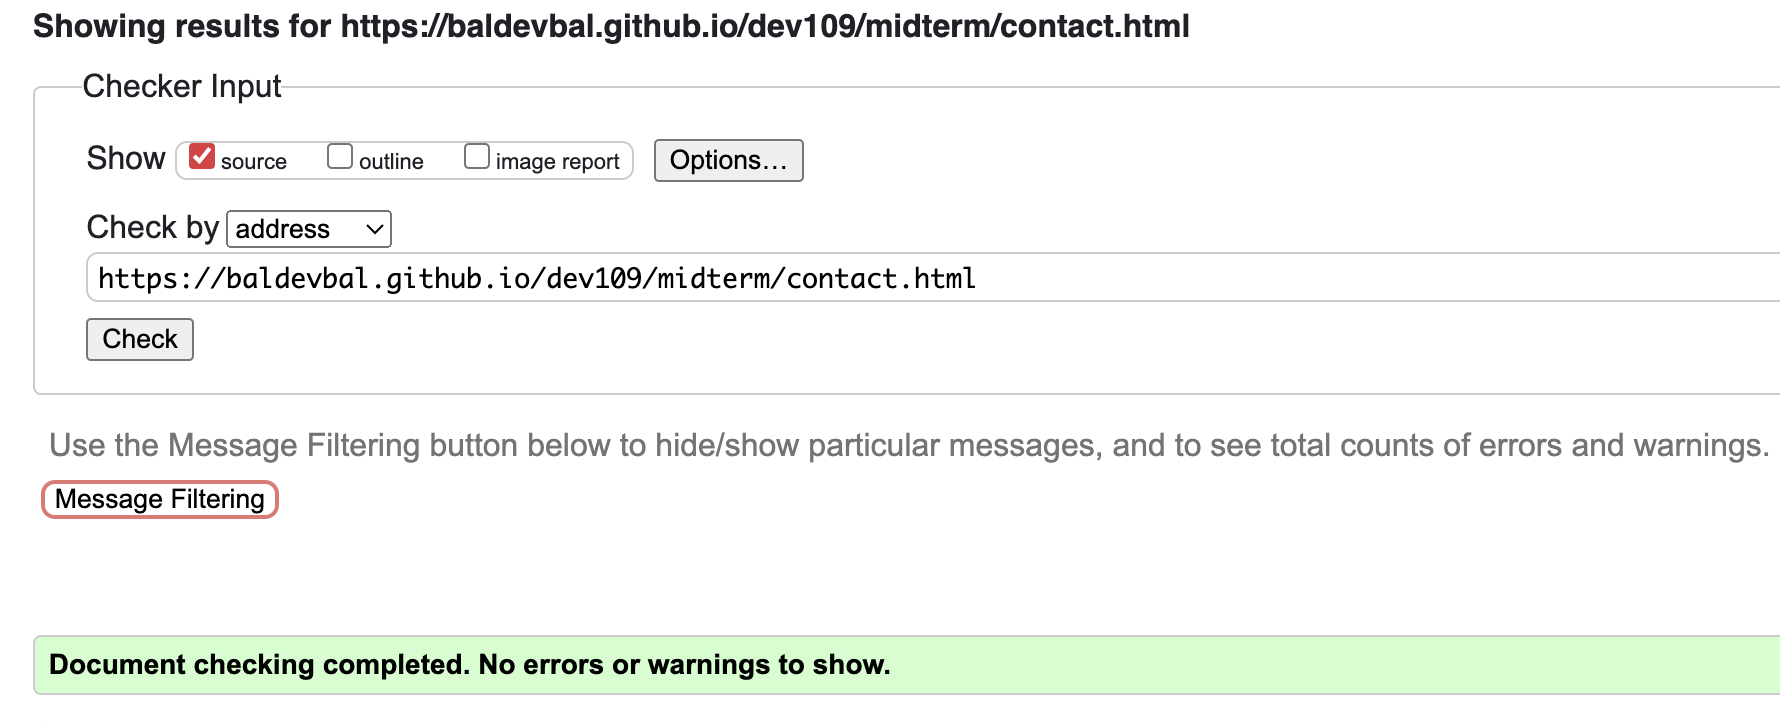 Showing results for https://baldevbal.github.io/dev109/midterm/contact.html
Checker Input
Show source outline image report Options...
Check by address
https://baldevbal.github.io/dev109/midterm/contact.html
Check
Use the Message Filtering button below to hide/show particular messages, and to see total counts of errors and warnings.
Message Filtering
Document checking completed. No errors or warnings to show.